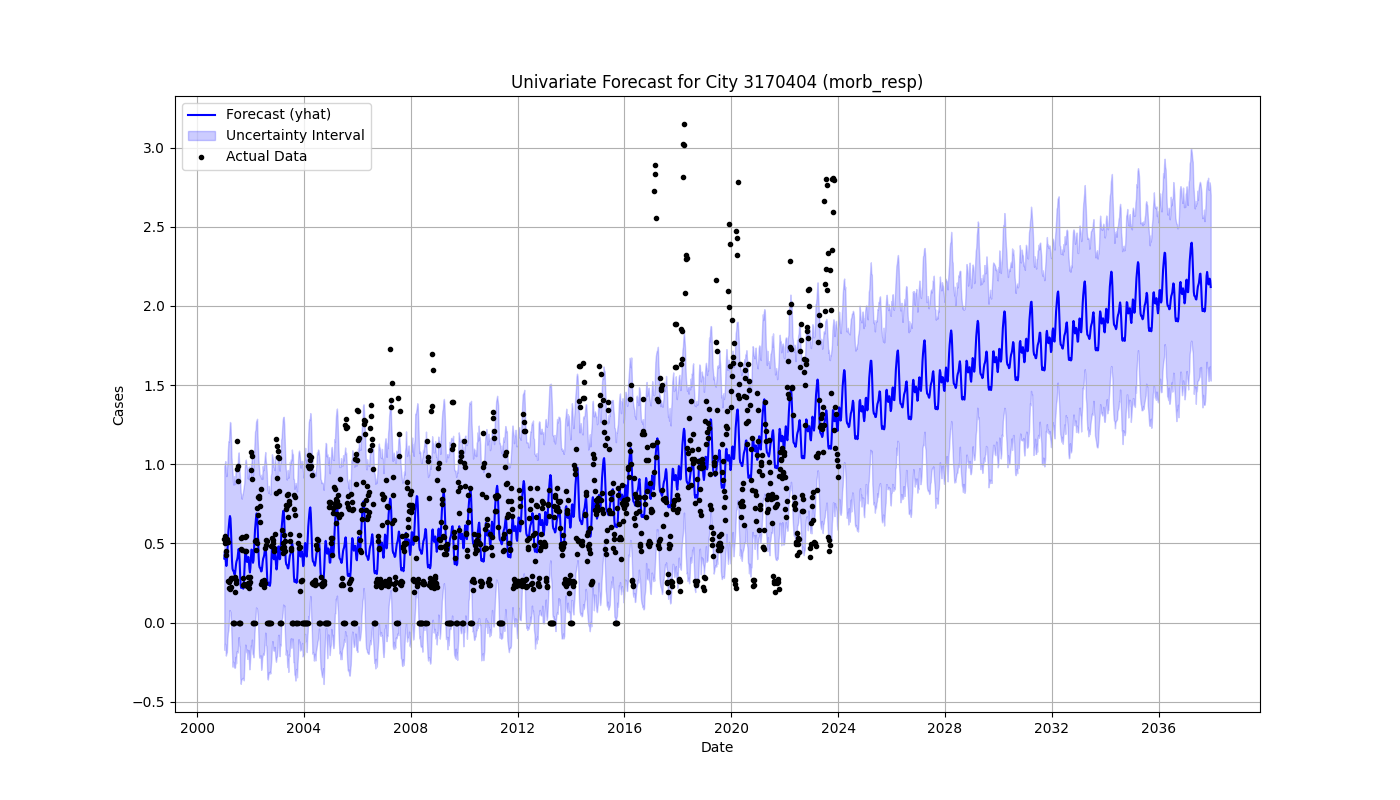 Univariate Forecast for City 3170404 (morb_resp)
Forecast (yhat)
Uncertainty Interval
Actual Data
3.0
2.5
2.0
1.5
1.0
0.5
0.0
−0.5
Cases
2000 2004 2008 2012 2016 2020 2024 2028 2032 2036
Date